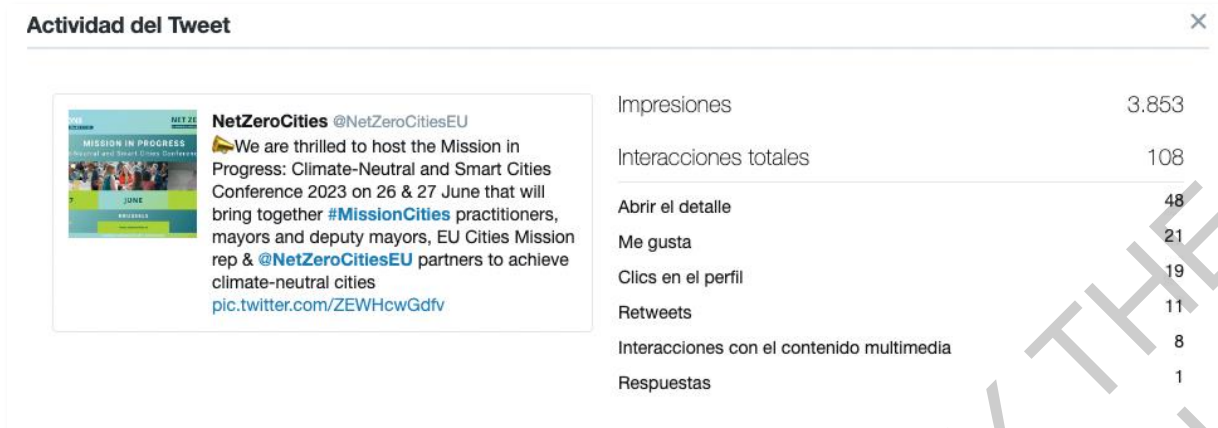 Actividad del Tweet
×
NET ZE
MISSION IN PROGRESS
JUNE
BRUSSELS
NetZeroCities @NetZeroCitiesEU
We are thrilled to host the Mission in
Progress: Climate-Neutral and Smart Cities
Conference 2023 on 26 & 27 June that will
bring together #MissionCities practitioners,
mayors and deputy mayors, EU Cities Mission
rep & @NetZeroCitiesEU partners to achieve
climate-neutral cities
pic.twitter.com/ZEWHcwGdfv
Impresiones 3.853
Interacciones totales 108
Abrir el detalle 48
Me gusta 21
Clics en el perfil 19
Retweets 11
Interacciones con el contenido multimedia 8
Respuestas 1
THE